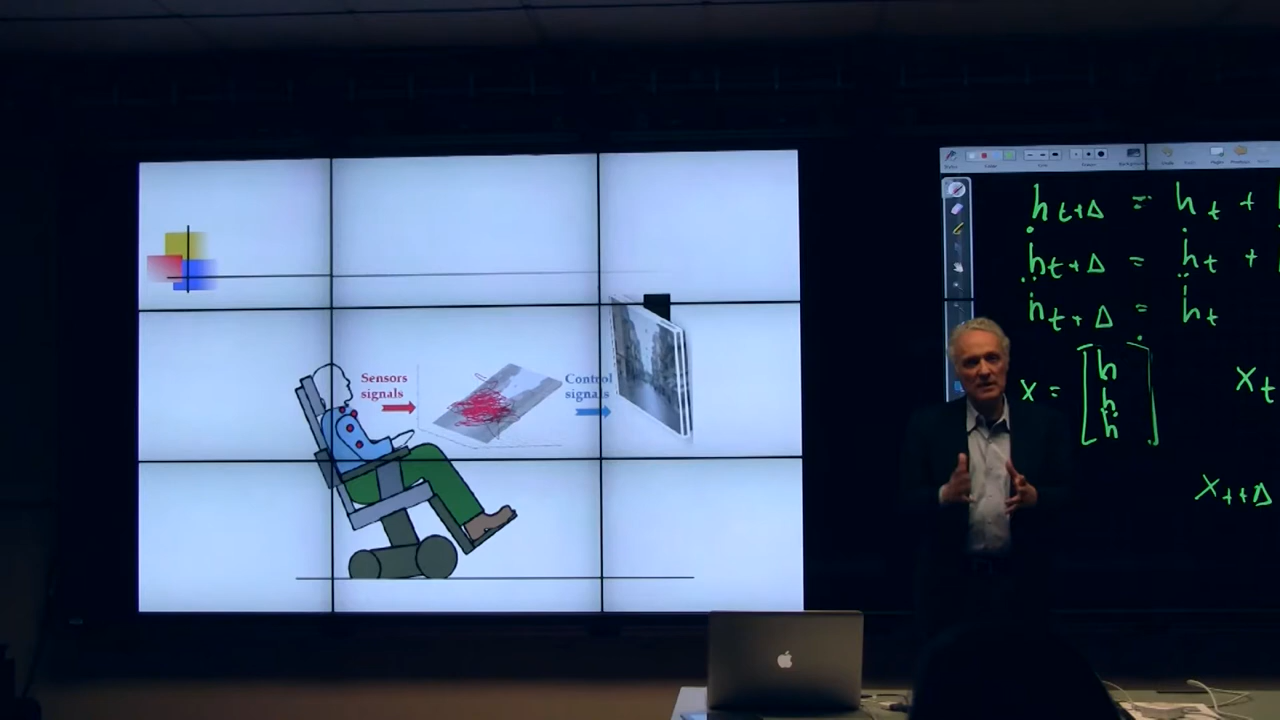 Sensors
signals
Control
signals
h t+Δ = h t +
ḣ t+Δ = ḣ t +
ḧ t+Δ = ḧ t
x = [h
ḣ
ḧ]
x t
x t+Δ